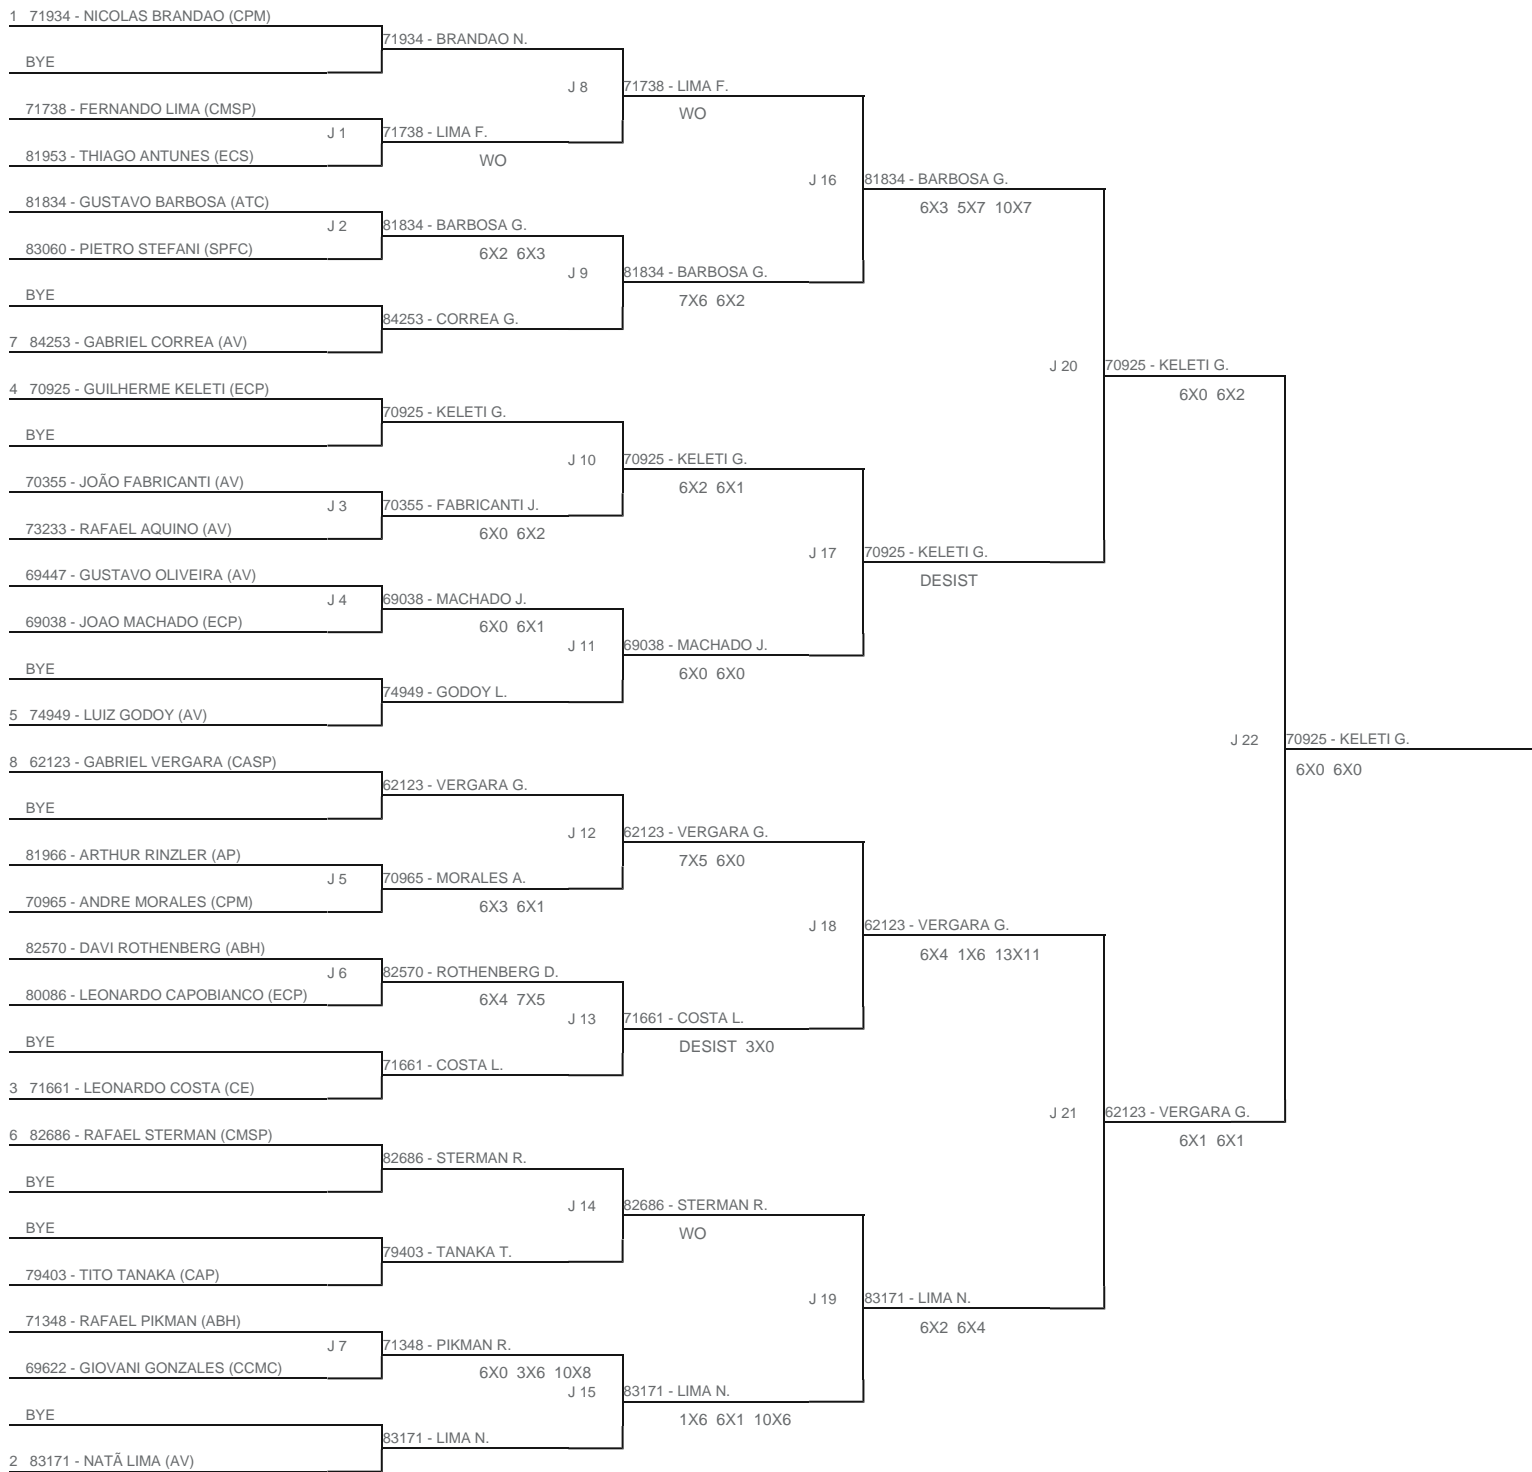 1 71934 - NICOLAS BRANDAO (CPM)
71934 - BRANDAO N.
BYE
J 8
71738 - LIMA F.
WO
71738 - FERNANDO LIMA (CMSP)
J 1
71738 - LIMA F.
WO
81953 - THIAGO ANTUNES (ECS)
J 16
81834 - BARBOSA G.
6X3 5X7 10X7
81834 - GUSTAVO BARBOSA (ATC)
J 2
81834 - BARBOSA G.
6X2 6X3
83060 - PIETRO STEFANI (SPFC)
J 9
81834 - BARBOSA G.
7X6 6X2
BYE
84253 - CORREA G.
7 84253 - GABRIEL CORREA (AV)
J 20
70925 - KELETI G.
6X0 6X2
4 70925 - GUILHERME KELETI (ECP)
70925 - KELETI G.
BYE
J 10
70925 - KELETI G.
6X2 6X1
70355 - JOÃO FABRICANTI (AV)
J 3
70355 - FABRICANTI J.
6X0 6X2
73233 - RAFAEL AQUINO (AV)
J 17
70925 - KELETI G.
DESIST
69447 - GUSTAVO OLIVEIRA (AV)
J 4
69038 - MACHADO J.
6X0 6X1
69038 - JOAO MACHADO (ECP)
J 11
69038 - MACHADO J.
6X0 6X0
BYE
74949 - GODOY L.
5 74949 - LUIZ GODOY (AV)
J 22
70925 - KELETI G.
6X0 6X0
8 62123 - GABRIEL VERGARA (CASP)
62123 - VERGARA G.
BYE
J 12
62123 - VERGARA G.
7X5 6X0
81966 - ARTHUR RINZLER (AP)
J 5
70965 - MORALES A.
6X3 6X1
70965 - ANDRE MORALES (CPM)
J 18
62123 - VERGARA G.
6X4 1X6 13X11
82570 - DAVI ROTHENBERG (ABH)
J 6
82570 - ROTHENBERG D.
6X4 7X5
80086 - LEONARDO CAPOBIANCO (ECP)
J 13
71661 - COSTA L.
DESIST 3X0
BYE
71661 - COSTA L.
3 71661 - LEONARDO COSTA (CE)
J 21
62123 - VERGARA G.
6X1 6X1
6 82686 - RAFAEL STERMAN (CMSP)
82686 - STERMAN R.
BYE
J 14
82686 - STERMAN R.
WO
BYE
79403 - TANAKA T.
79403 - TITO TANAKA (CAP)
J 19
83171 - LIMA N.
6X2 6X4
71348 - RAFAEL PIKMAN (ABH)
J 7
71348 - PIKMAN R.
6X0 3X6 10X8
69622 - GIOVANI GONZALES (CCMC)
J 15
83171 - LIMA N.
1X6 6X1 10X6
BYE
83171 - LIMA N.
2 83171 - NATÃ LIMA (AV)